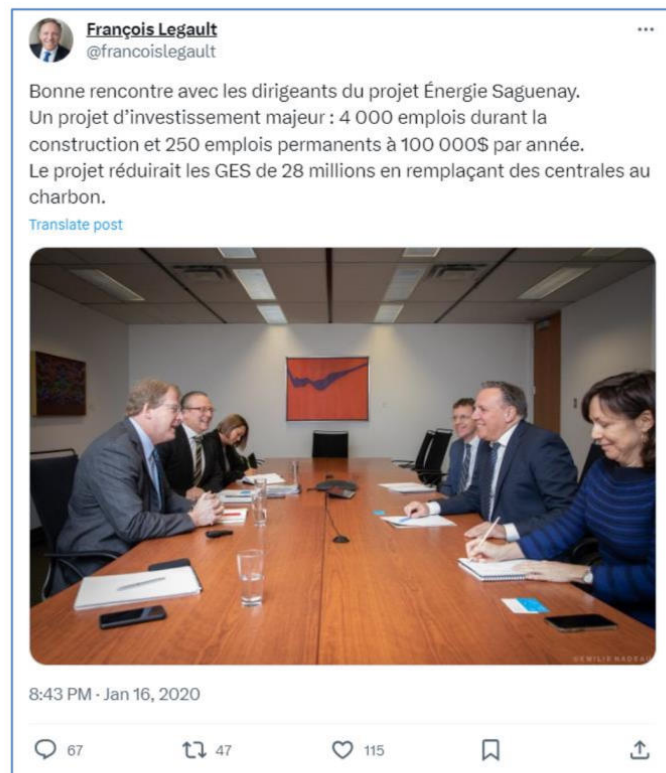 François Legault
@francoislegault
Bonne rencontre avec les dirigeants du projet Énergie Saguenay.
Un projet d'investissement majeur : 4 000 emplois durant la
construction et 250 emplois permanents à 100 000$ par année.
Le projet réduirait les GES de 28 millions en remplaçant des centrales au
charbon.
Translate post
8:43 PM · Jan 16, 2020
67 47 115